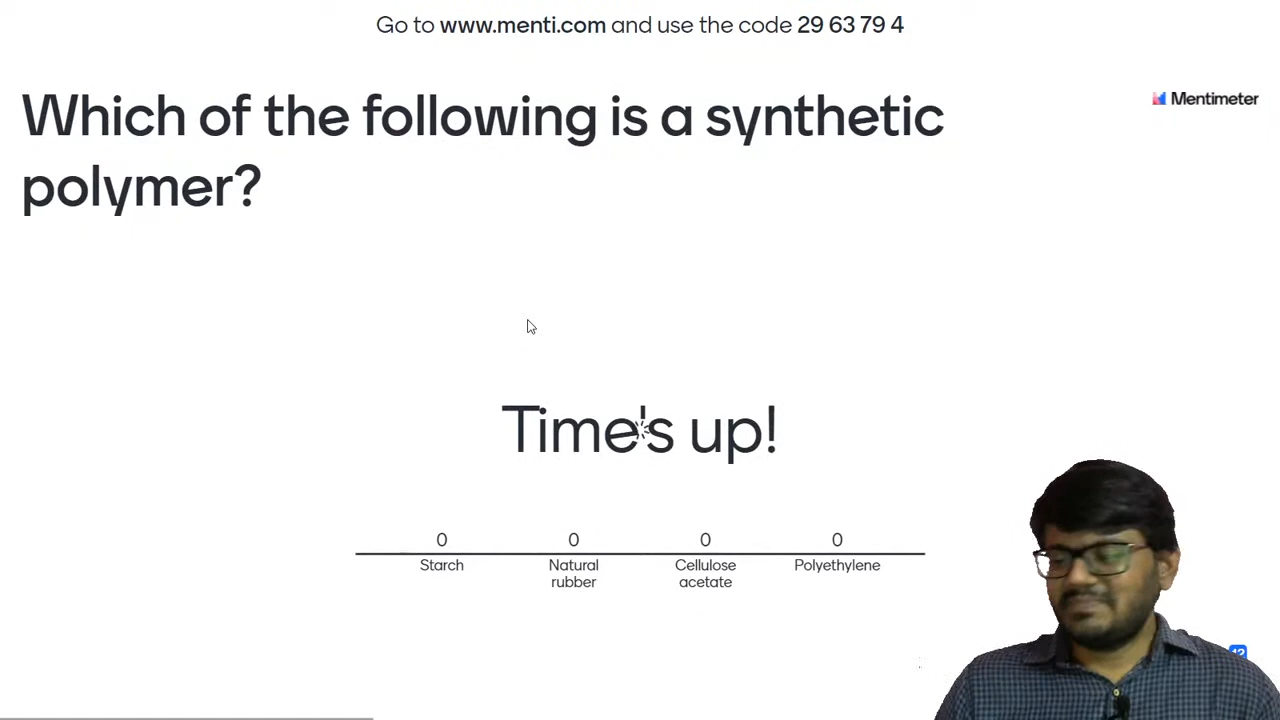 Go to www.menti.com and use the code 29 63 79 4
Which of the following is a synthetic
polymer?
Mentimeter
Time's up!
0 0 0 0
Starch Natural rubber Cellulose acetate Polyethylene